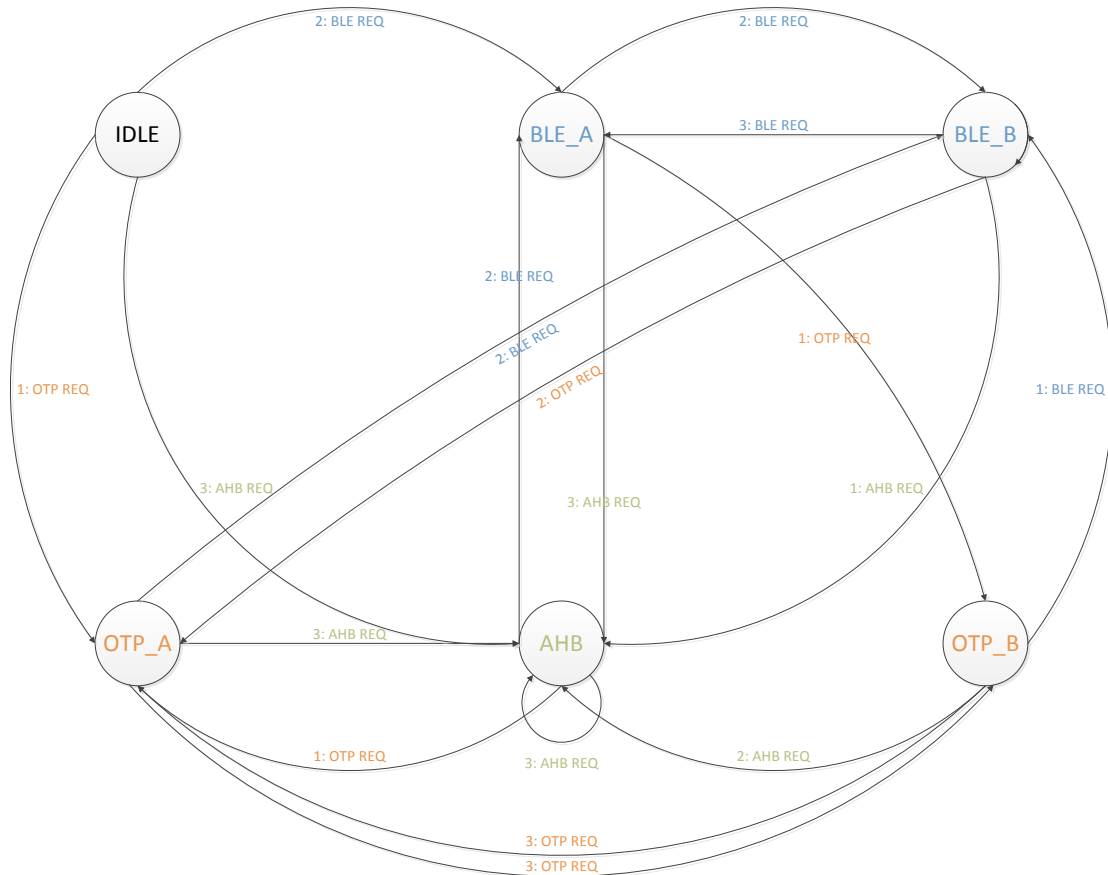 2: BLE REQ
2: BLE REQ
IDLE
BLE_A
3: BLE REQ
BLE_B
2: BLE REQ
2: BLE REQ
1: OTP REQ
2: OTP REQ
1: OTP REQ
1: BLE REQ
3: AHB REQ
3: AHB REQ
1: AHB REQ
OTP_A
3: AHB REQ
AHB
OTP_B
1: OTP REQ
3: AHB REQ
2: AHB REQ
3: OTP REQ
3: OTP REQ